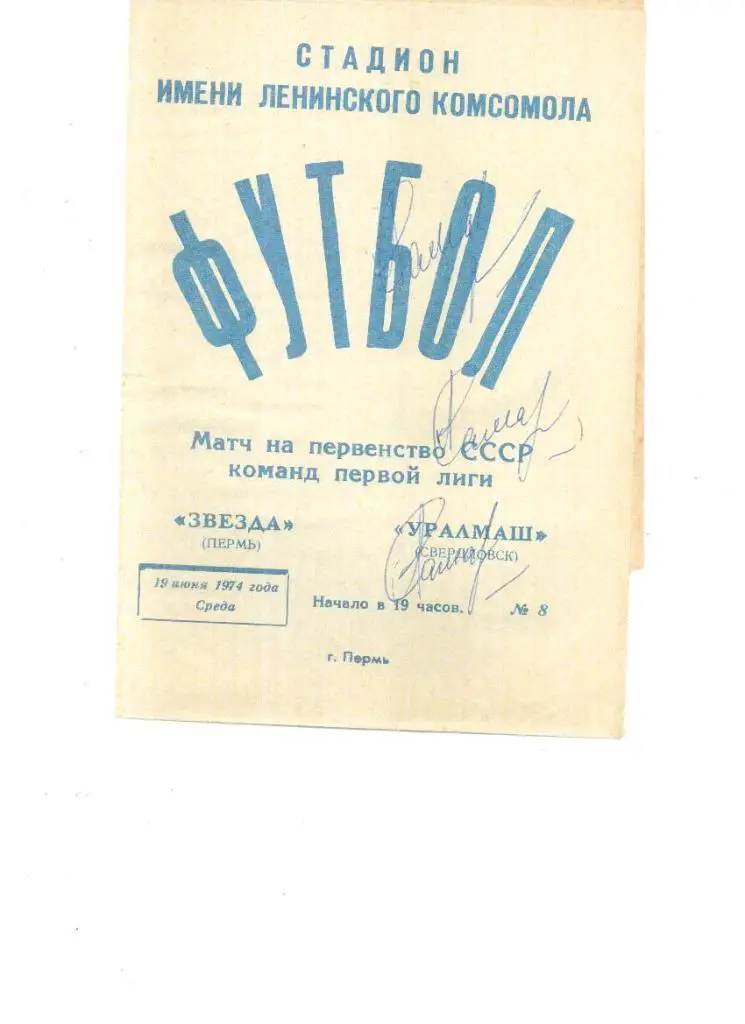 СТАДИОН
ИМЕНИ ЛЕНИНСКОГО КОМСОМОЛА
ФУТБОЛ
Матч на первенство СССР
команд первой лиги
«ЗВЕЗДА» «УРАЛМАШ»
(ПЕРМЬ) (СВЕРДЛОВСК)
19 июня 1974 года
Среда
Начало в 19 часов. № 8
г. Пермь